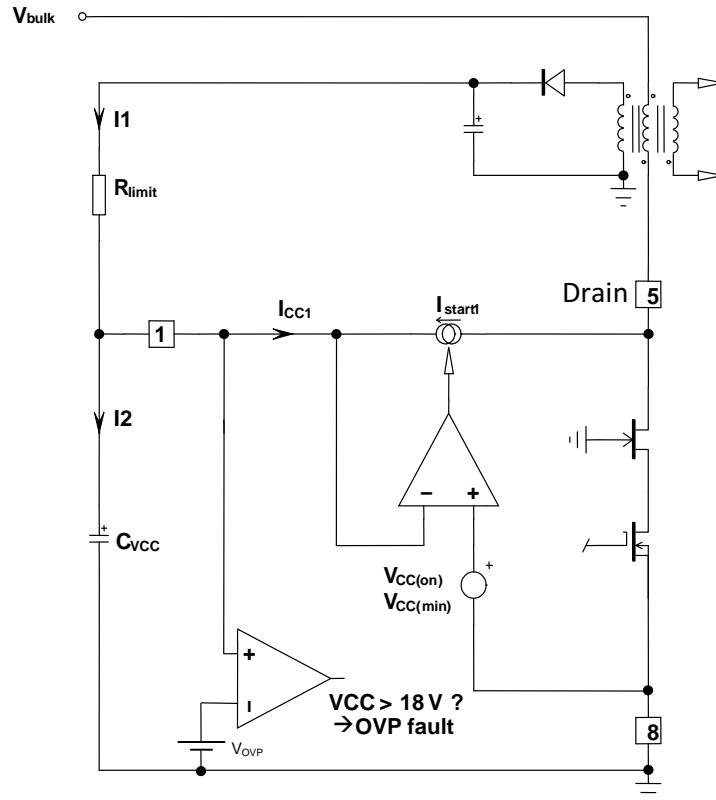 Vbulk
I1
Rlimit
Drain
5
ICC1
Istart1
1
I2
CVCC
− +
VCC(on)
VCC(min)
+
VCC > 18 V ?
→OVP fault
VOVP
8